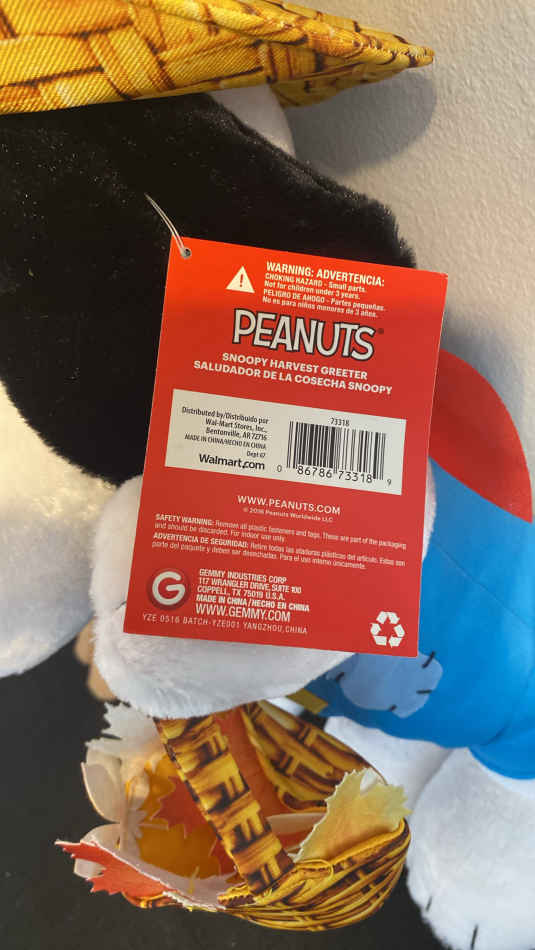 WARNING: ADVERTENCIA:
CHOKING HAZARD - Small parts.
Not for children under 3 years.
PELIGRO DE AHOGO - Partes pequeñas.
No es para niños menores de 3 años.
PEANUTS®
SNOOPY HARVEST GREETER
SALUDADOR DE LA COSECHA SNOOPY
Distributed by/Distribuido por
Wal-Mart Stores, Inc.,
Bentonville, AR 72716
MADE IN CHINA/HECHO EN CHINA
Dept 67
Walmart.com
73318
0 86786 73318 9
WWW.PEANUTS.COM
© 2016 Peanuts Worldwide LLC
SAFETY WARNING: Remove all plastic fasteners and tags. These are part of the packaging
and should be discarded. For indoor use only.
ADVERTENCIA DE SEGURIDAD: Retire todas las ataduras plásticas del artículo. Estas son
parte del paquete y deben ser desechadas. Para el uso interno únicamente.
G
GEMMY INDUSTRIES CORP
117 WRANGLER DRIVE, SUITE 100
COPPELL, TX 75019 U.S.A.
MADE IN CHINA/HECHO EN CHINA
WWW.GEMMY.COM
YZE 0516 BATCH-YZE001 YANGZHOU,CHINA